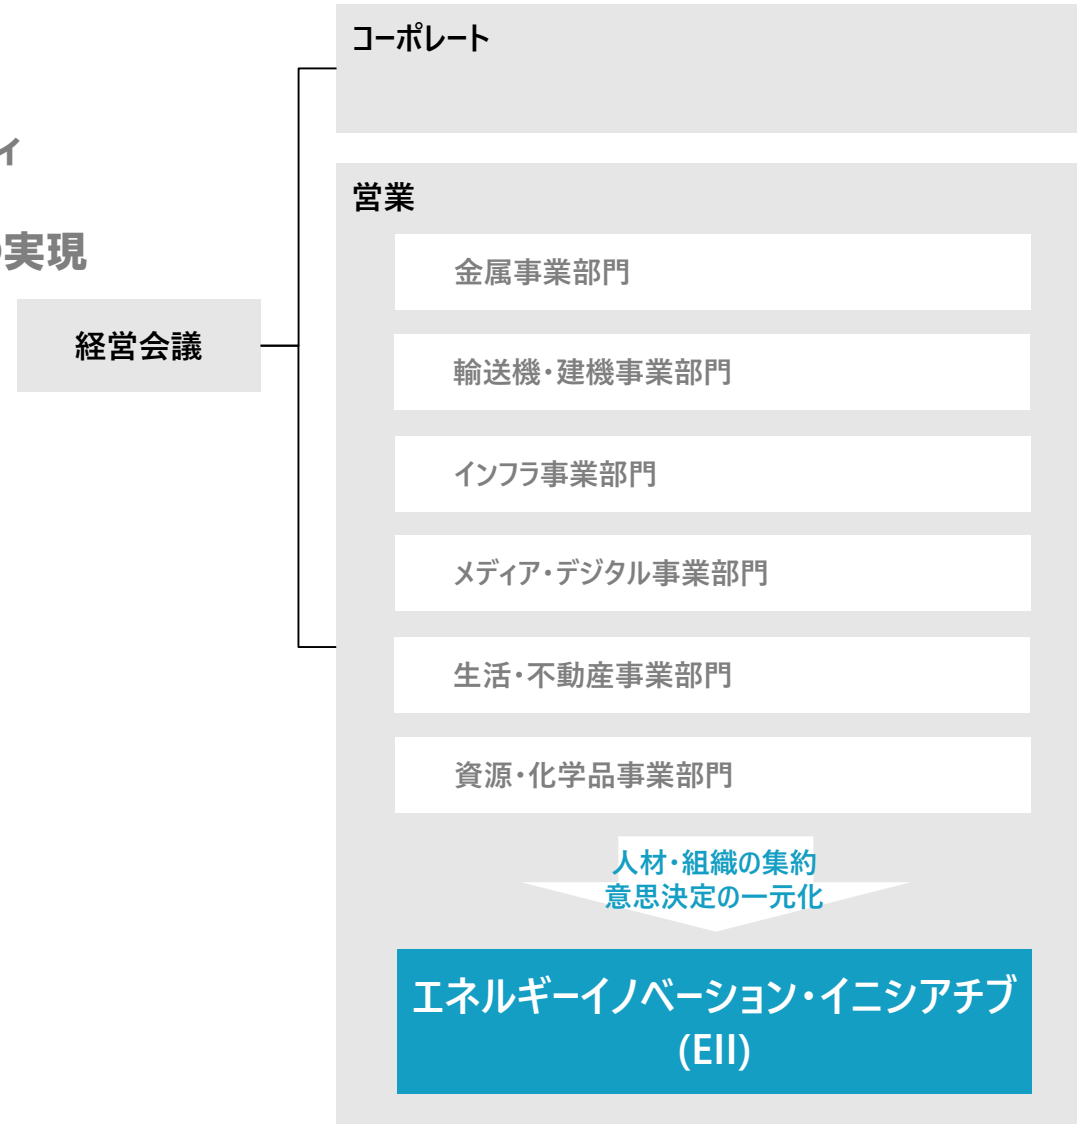 コーポレート
ィ
営業
の実現
金属事業部門
経営会議
輸送機・建機事業部門
インフラ事業部門
メディア・デジタル事業部門
生活・不動産事業部門
資源・化学品事業部門
人材・組織の集約
意思決定の一元化
エネルギーイノベーション・イニシアチブ
(EII)